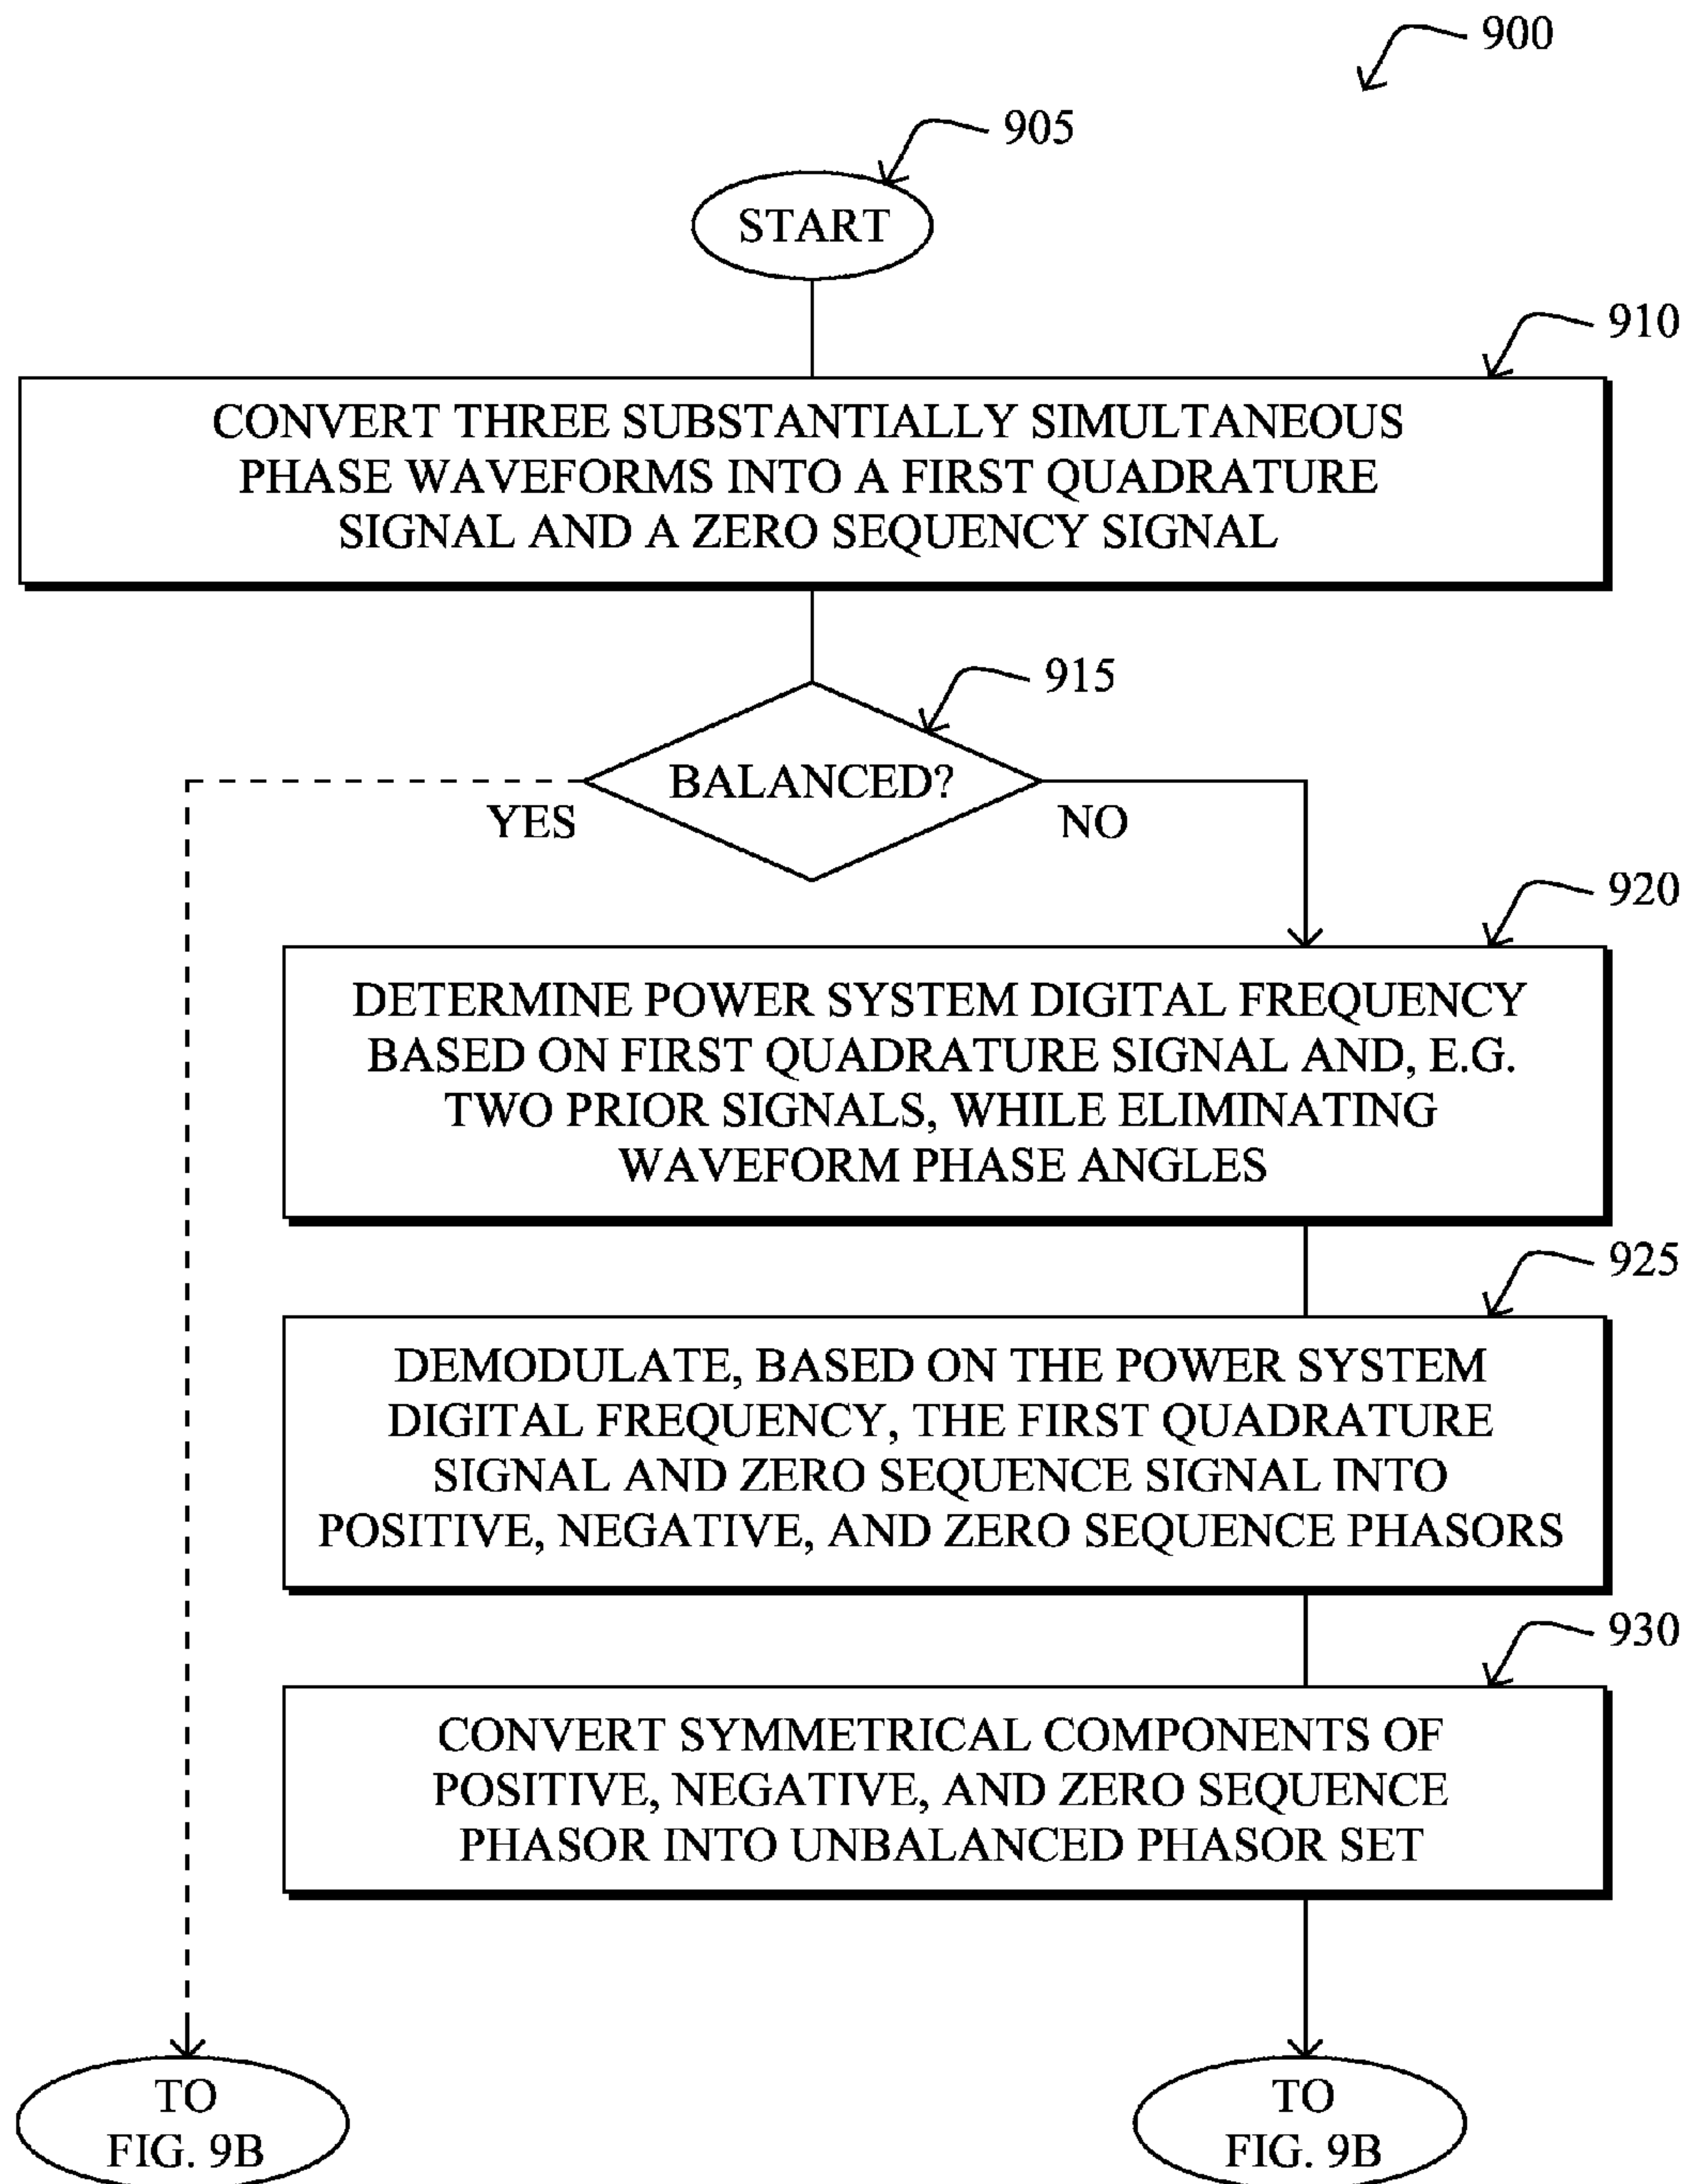 900
905
START
910
CONVERT THREE SUBSTANTIALLY SIMULTANEOUS
PHASE WAVEFORMS INTO A FIRST QUADRATURE
SIGNAL AND A ZERO SEQUENCY SIGNAL
915
BALANCED?
YES
NO
920
DETERMINE POWER SYSTEM DIGITAL FREQUENCY
BASED ON FIRST QUADRATURE SIGNAL AND, E.G.
TWO PRIOR SIGNALS, WHILE ELIMINATING
WAVEFORM PHASE ANGLES
925
DEMODULATE, BASED ON THE POWER SYSTEM
DIGITAL FREQUENCY, THE FIRST QUADRATURE
SIGNAL AND ZERO SEQUENCE SIGNAL INTO
POSITIVE, NEGATIVE, AND ZERO SEQUENCE PHASORS
930
CONVERT SYMMETRICAL COMPONENTS OF
POSITIVE, NEGATIVE, AND ZERO SEQUENCE
PHASOR INTO UNBALANCED PHASOR SET
TO
FIG. 9B
TO
FIG. 9B